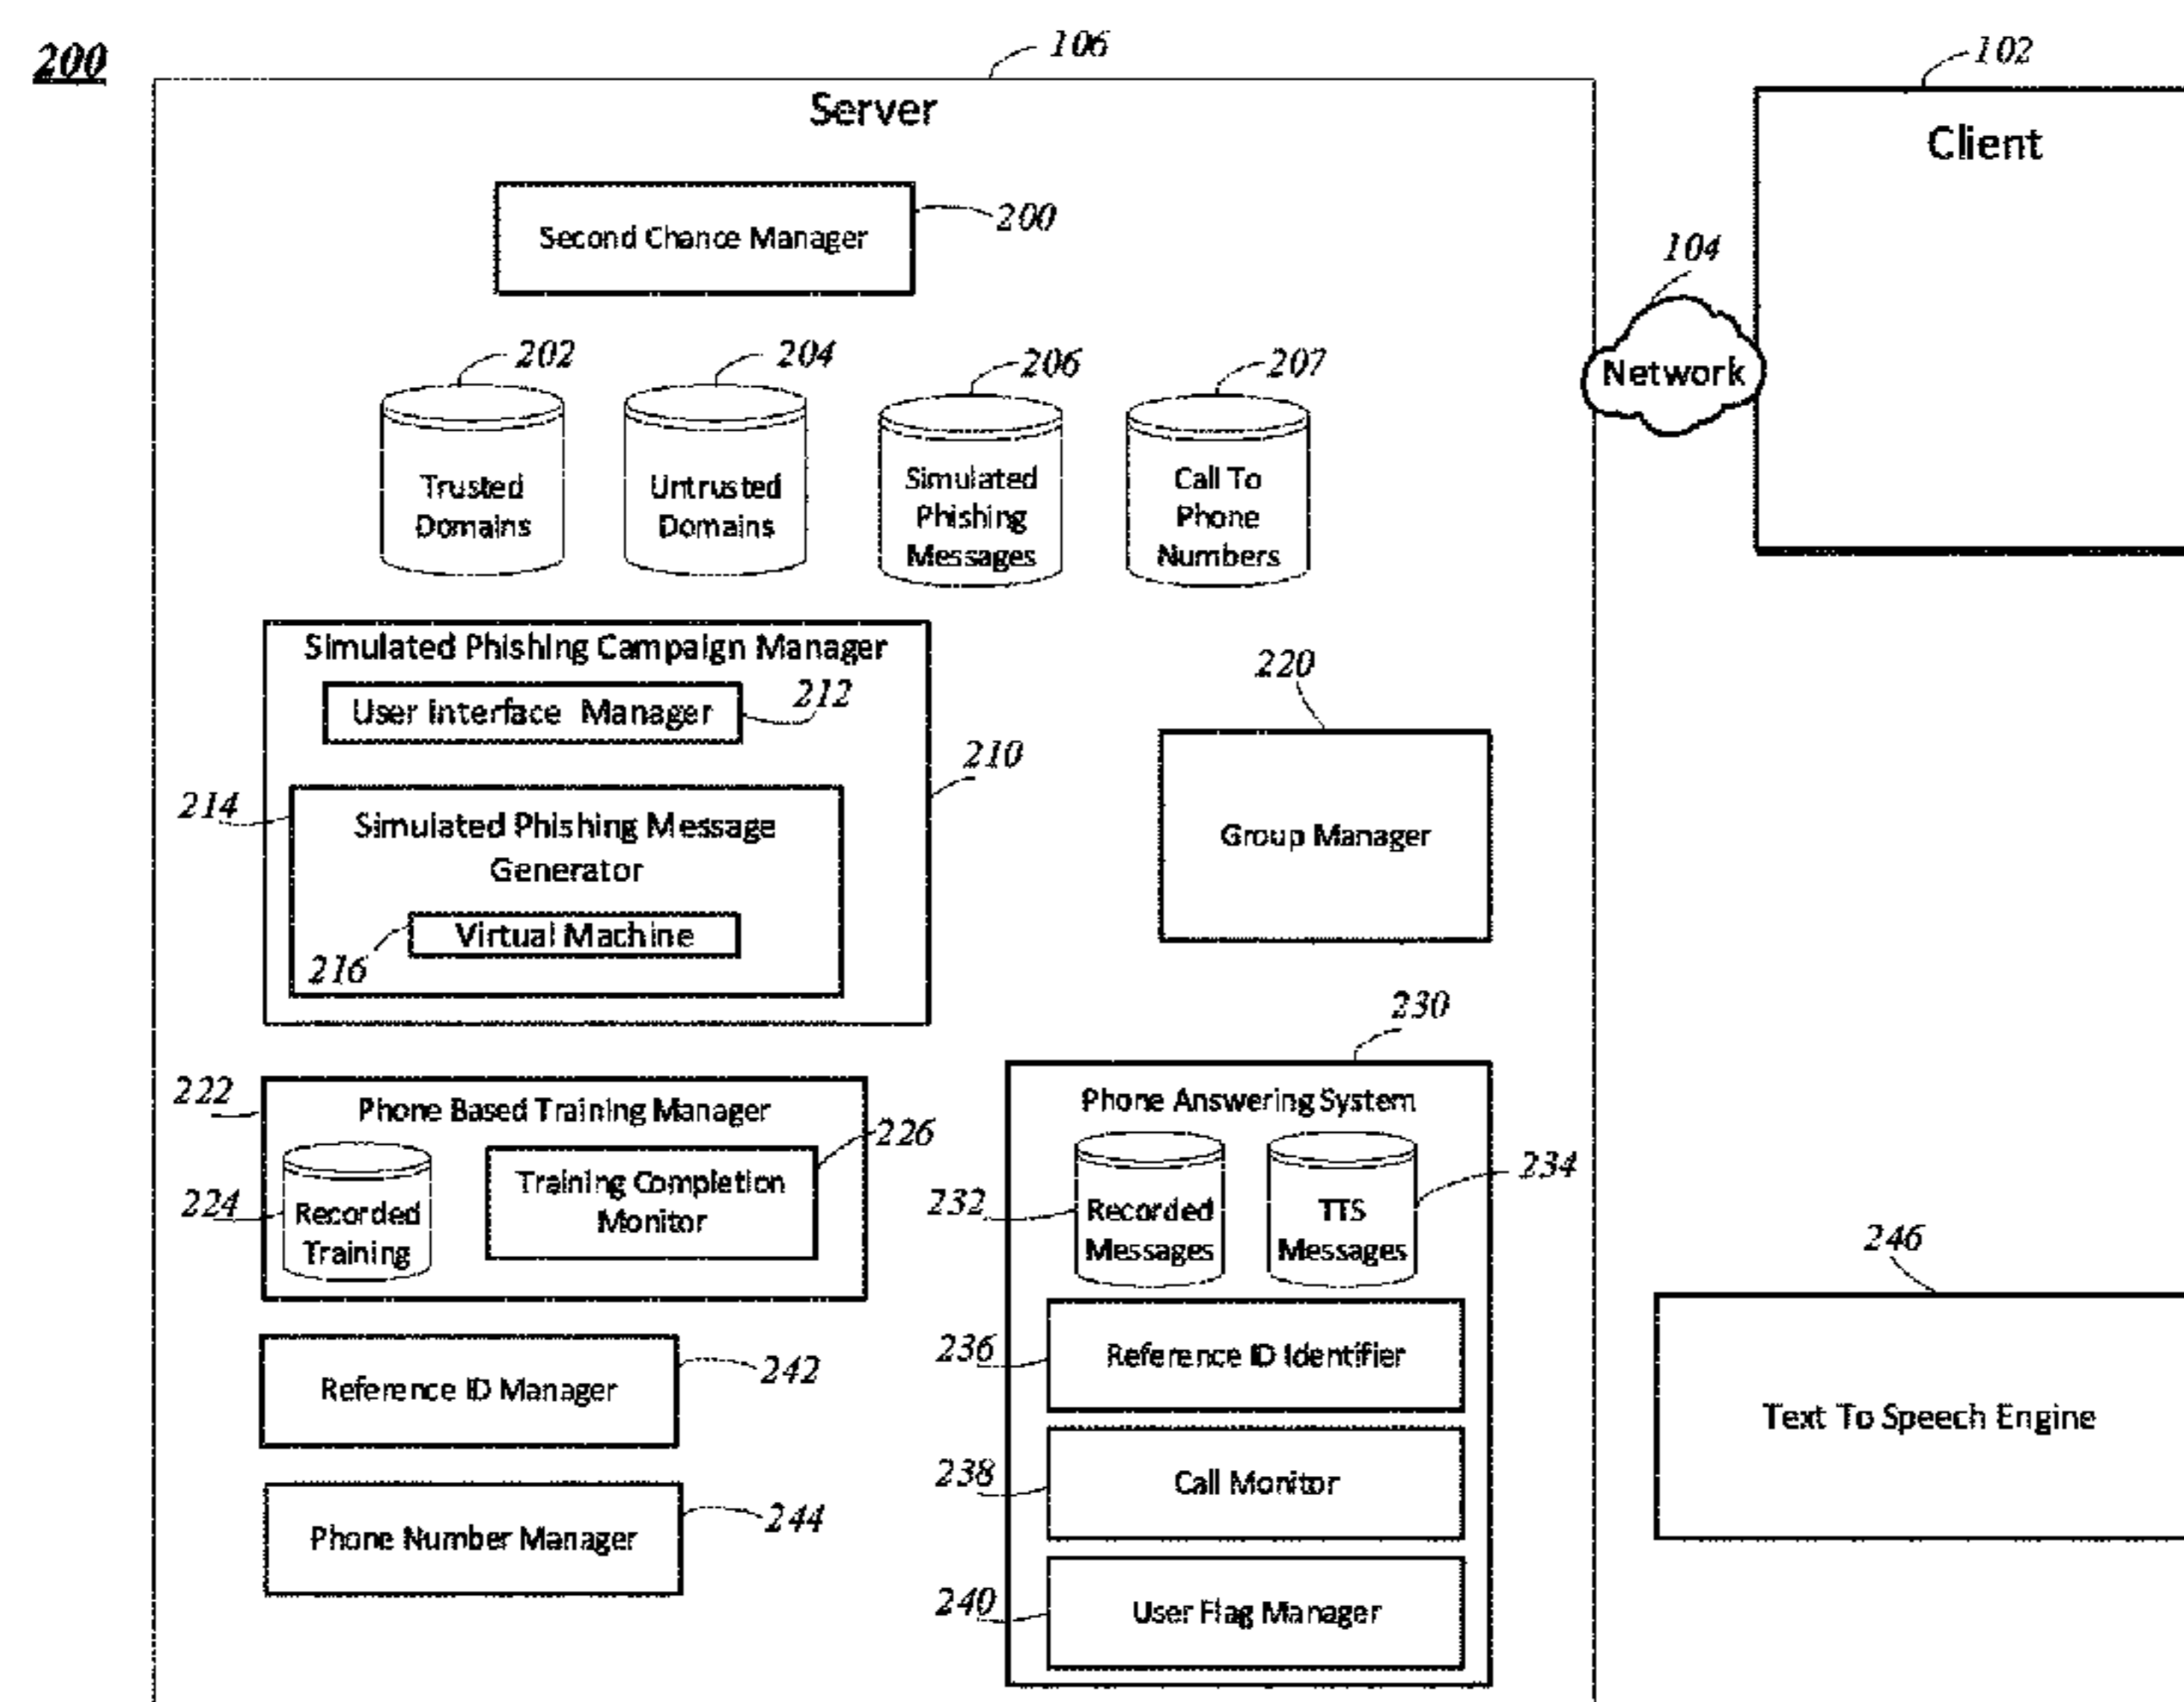 200
106
Server
102
Client
Second Chance Manager
200
104
Network
202
Trusted
Domains
204
Untrusted
Domains
206
Simulated
Phishing
Messages
207
Call To
Phone
Numbers
Simulated Phishing Campaign Manager
User Interface Manager
212
210
214
Simulated Phishing Message
Generator
Virtual Machine
216
220
Group Manager
222
Phone Based Training Manager
224
Recorded
Training
Training Completion
Monitor
226
230
Phone Answering System
232
Recorded
Messages
TTS
Messages
234
236
Reference ID Identifier
238
Call Monitor
240
User Flag Manager
Reference ID Manager
242
Phone Number Manager
244
246
Text To Speech Engine